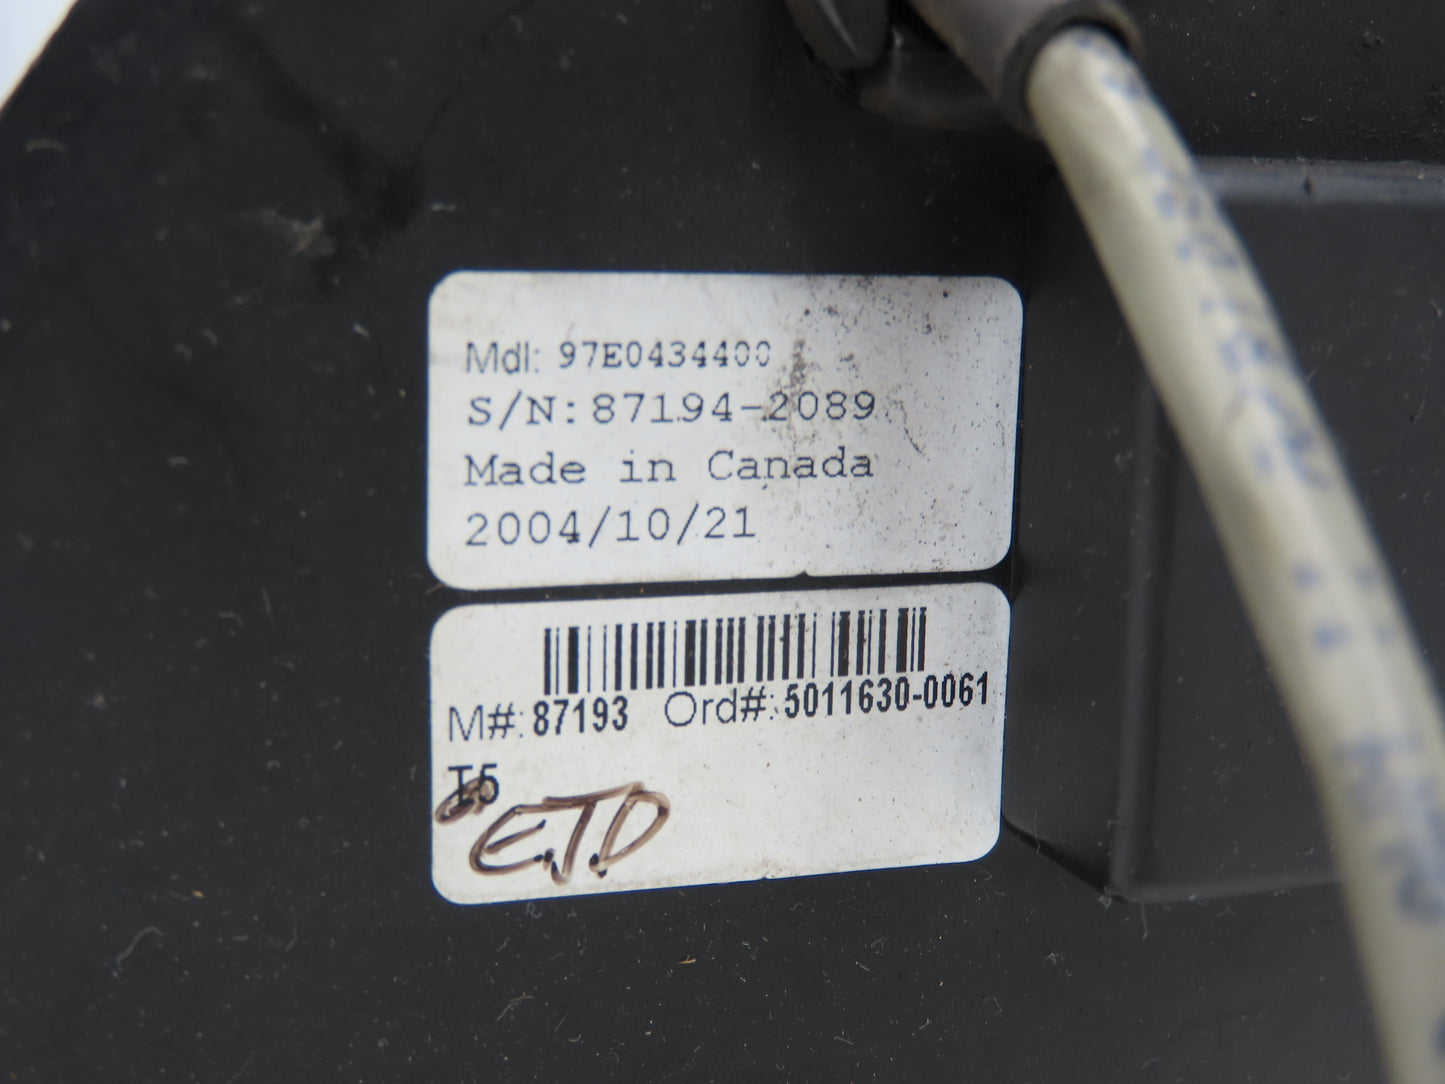 Mdl: 97E0434400
S/N: 87194-2089
Made in Canada
2004/10/21
M#: 87193 Ord#: 5011630-0061
T5
E.J.D.